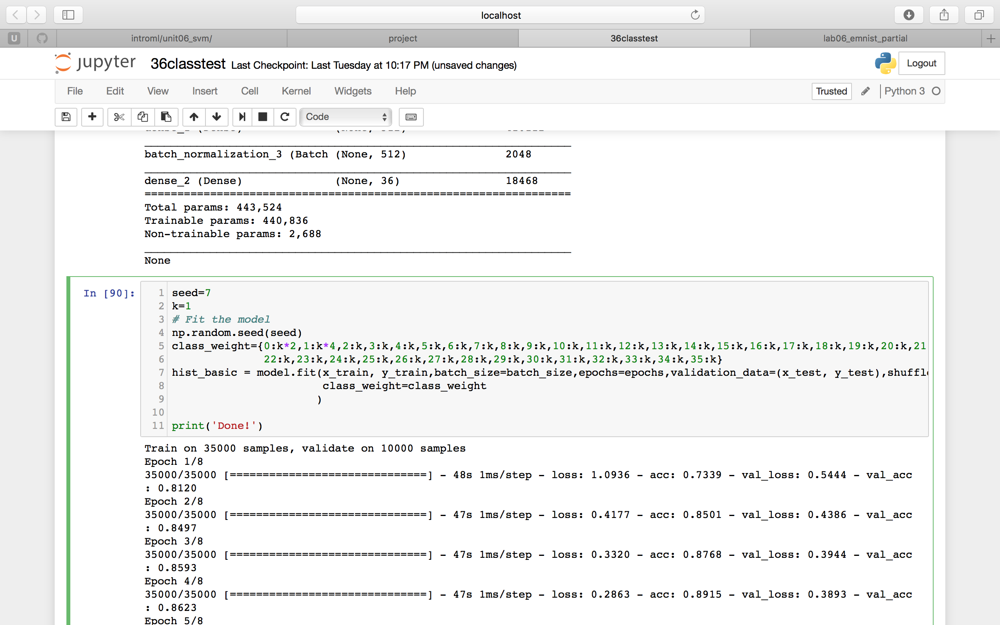 localhost
U
introml/unit06_svm/
project
36classtest
lab06_emnist_partial
jupyter 36classtest Last Checkpoint: Last Tuesday at 10:17 PM (unsaved changes)
Logout
File Edit View Insert Cell Kernel Widgets Help
Trusted Python 3
Code
batch_normalization_3 (Batch (None, 512) 2048
dense_2 (Dense) (None, 36) 18468
=================================================================
Total params: 443,524
Trainable params: 440,836
Non-trainable params: 2,688
None
In [90]:
1 seed=7
2 k=1
3 # Fit the model
4 np.random.seed(seed)
5 class_weight={0:k*2,1:k*4,2:k,3:k,4:k,5:k,6:k,7:k,8:k,9:k,10:k,11:k,12:k,13:k,14:k,15:k,16:k,17:k,18:k,19:k,20:k,21
6 22:k,23:k,24:k,25:k,26:k,27:k,28:k,29:k,30:k,31:k,32:k,33:k,34:k,35:k}
7 hist_basic = model.fit(x_train, y_train,batch_size=batch_size,epochs=epochs,validation_data=(x_test, y_test),shuffl
8 class_weight=class_weight
9 )
10
11 print('Done!')
Train on 35000 samples, validate on 10000 samples
Epoch 1/8
35000/35000 [==============================] - 48s 1ms/step - loss: 1.0936 - acc: 0.7339 - val_loss: 0.5444 - val_acc
: 0.8120
Epoch 2/8
35000/35000 [==============================] - 47s 1ms/step - loss: 0.4177 - acc: 0.8501 - val_loss: 0.4386 - val_acc
: 0.8497
Epoch 3/8
35000/35000 [==============================] - 47s 1ms/step - loss: 0.3320 - acc: 0.8768 - val_loss: 0.3944 - val_acc
: 0.8593
Epoch 4/8
35000/35000 [==============================] - 47s 1ms/step - loss: 0.2863 - acc: 0.8915 - val_loss: 0.3893 - val_acc
: 0.8623
Epoch 5/8